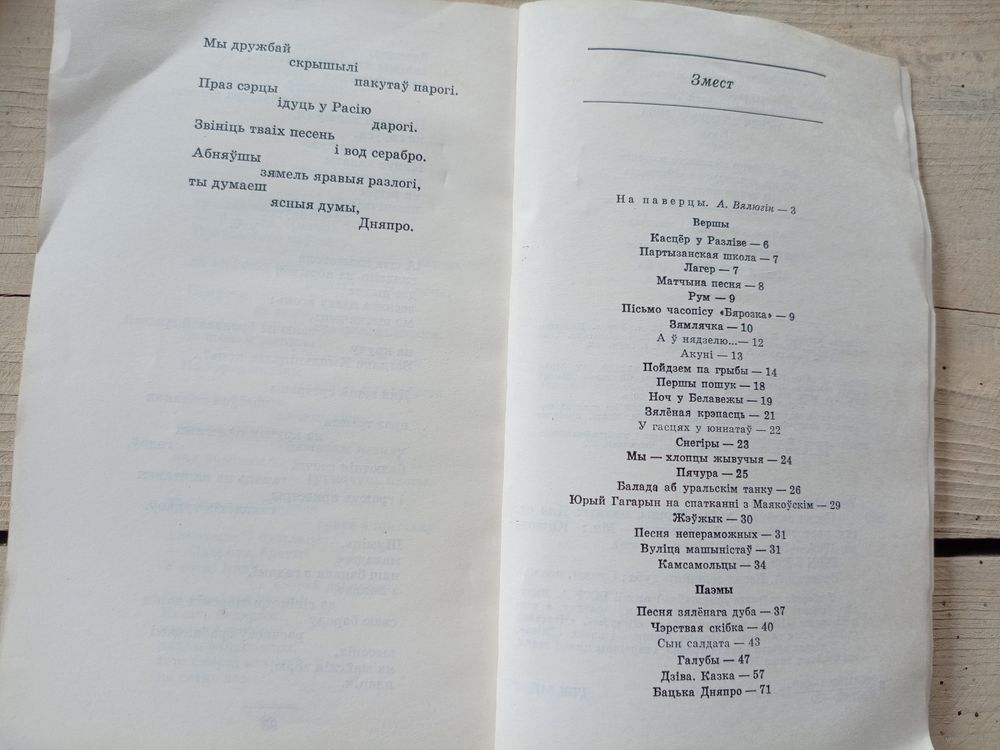 Мы дружбай
скрышылі
пакутаў парогі.
Праз сэрцы
ідуць у Расію
дарогі.
Звініць тваіх песень
і вод серабро.
Абняўшы
зямель яравыя разлогі,
ты думаеш
ясныя думы,
Дняпро.
Змест
На паверцы. А. Вялюгін — 3
Вершы
Касцёр у Разліве — 6
Партызанская школа — 7
Лагер — 7
Матчына песня — 8
Рум — 9
Пісьмо часопісу «Бярозка» — 9
Зямлячка — 10
А ў нядзелю...— 12
Акуні — 13
Пойдзем па грыбы — 14
Першы пошук — 18
Ноч у Белавежы — 19
Зялёная крэпасць — 21
У гасцях у юннатаў — 22
Снегіры — 23
Мы — хлопцы жывучыя — 24
Пячура — 25
Балада аб уральскім танку — 26
Юрый Гагарын на спатканні з Маякоўскім — 29
Жэўжык — 30
Песня непераможных — 31
Вуліца машыністаў — 31
Камсамольцы — 34
Паэмы
Песня зялёнага дуба — 37
Чэрствая скібка — 40
Сын салдата — 43
Галубы — 47
Дзіва. Казка — 57
Бацька Дняпро — 71